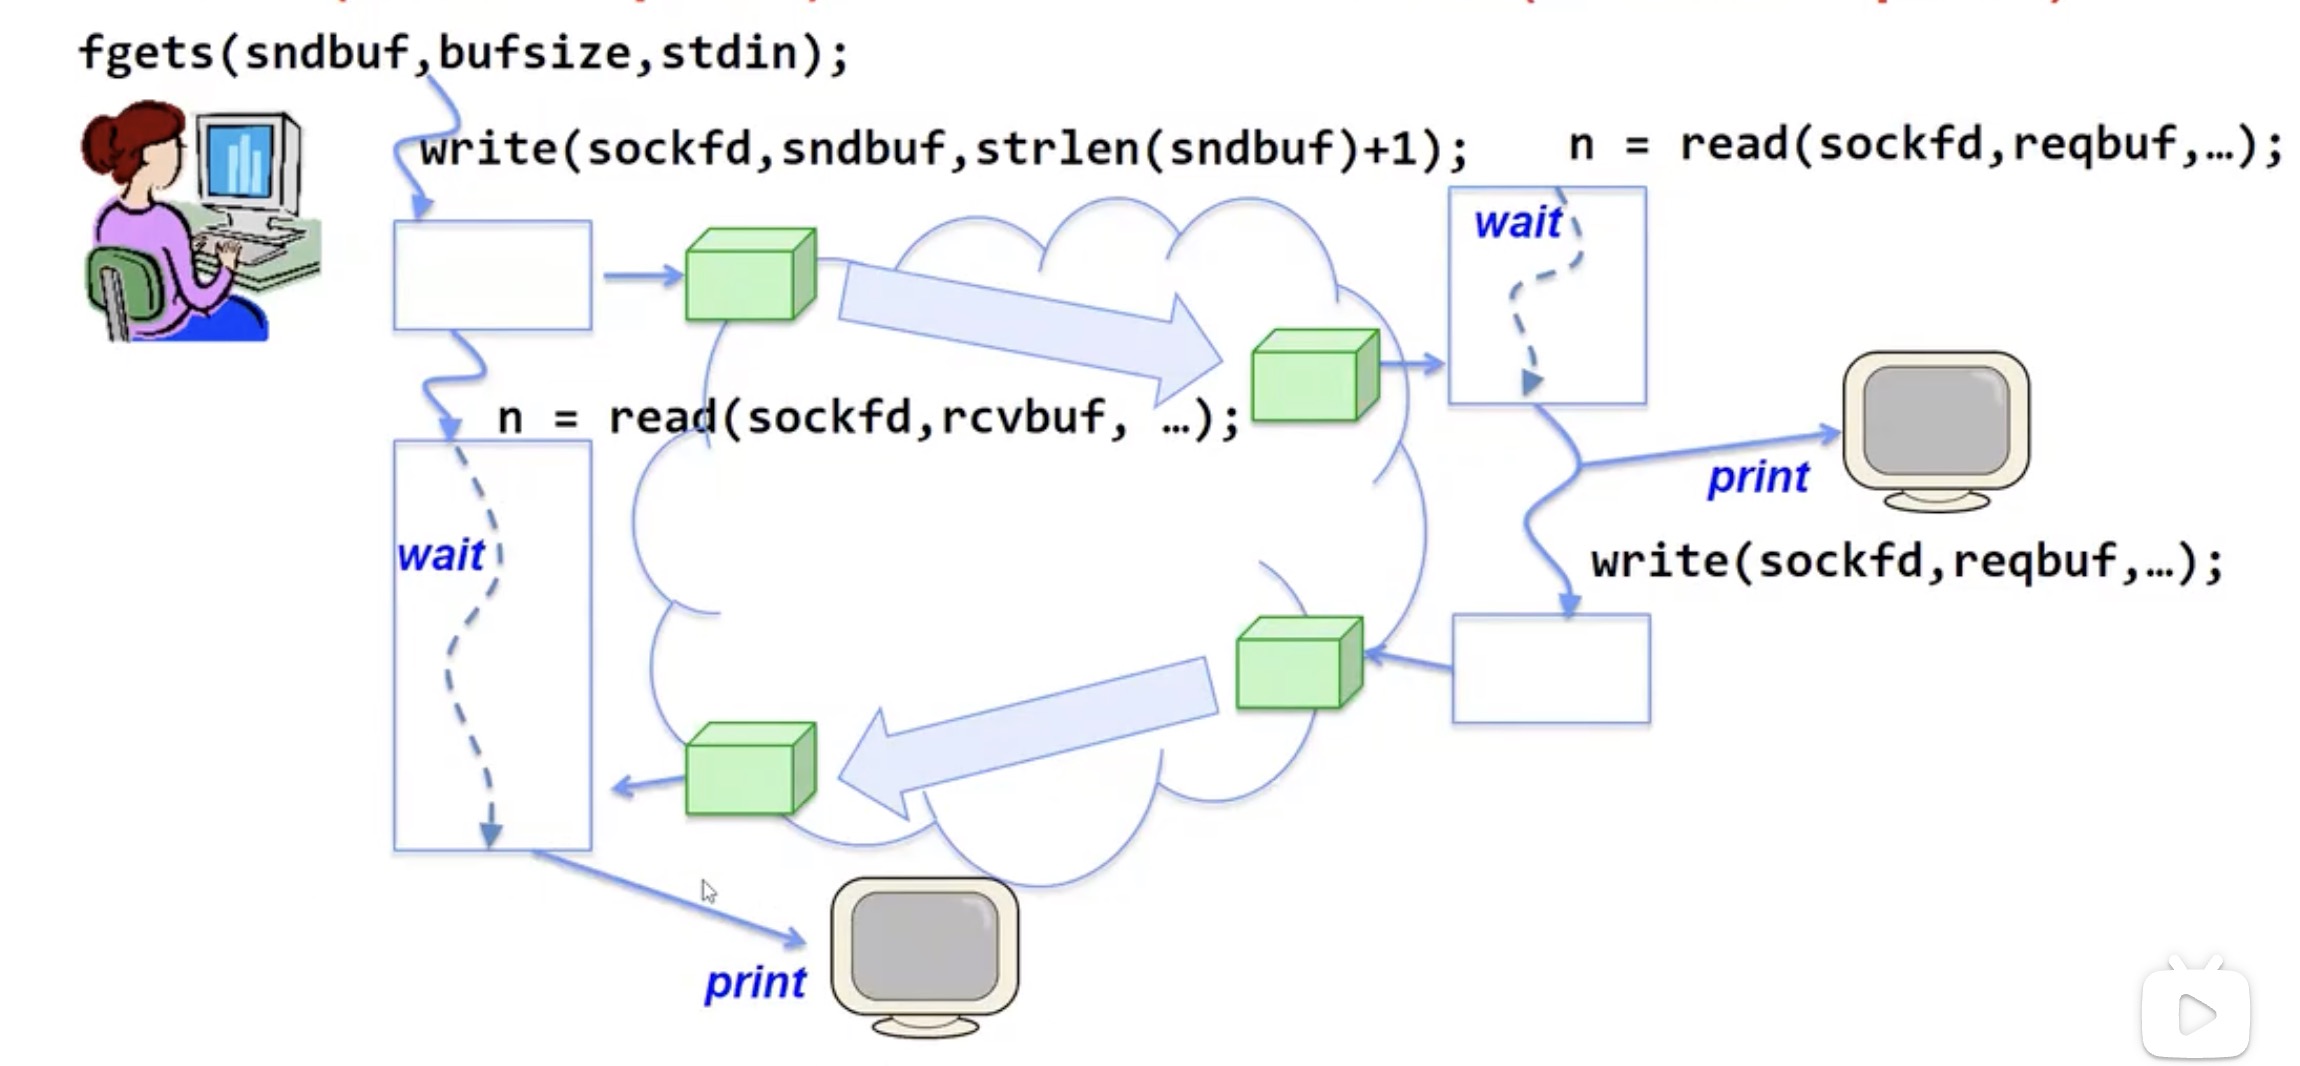 fgets(sndbuf,bufsize,stdin);
write(sockfd,sndbuf,strlen(sndbuf)+1);
n = read(sockfd,reqbuf,…);
wait
n = read(sockfd,rcvbuf, …);
print
wait
write(sockfd,reqbuf,…);
print